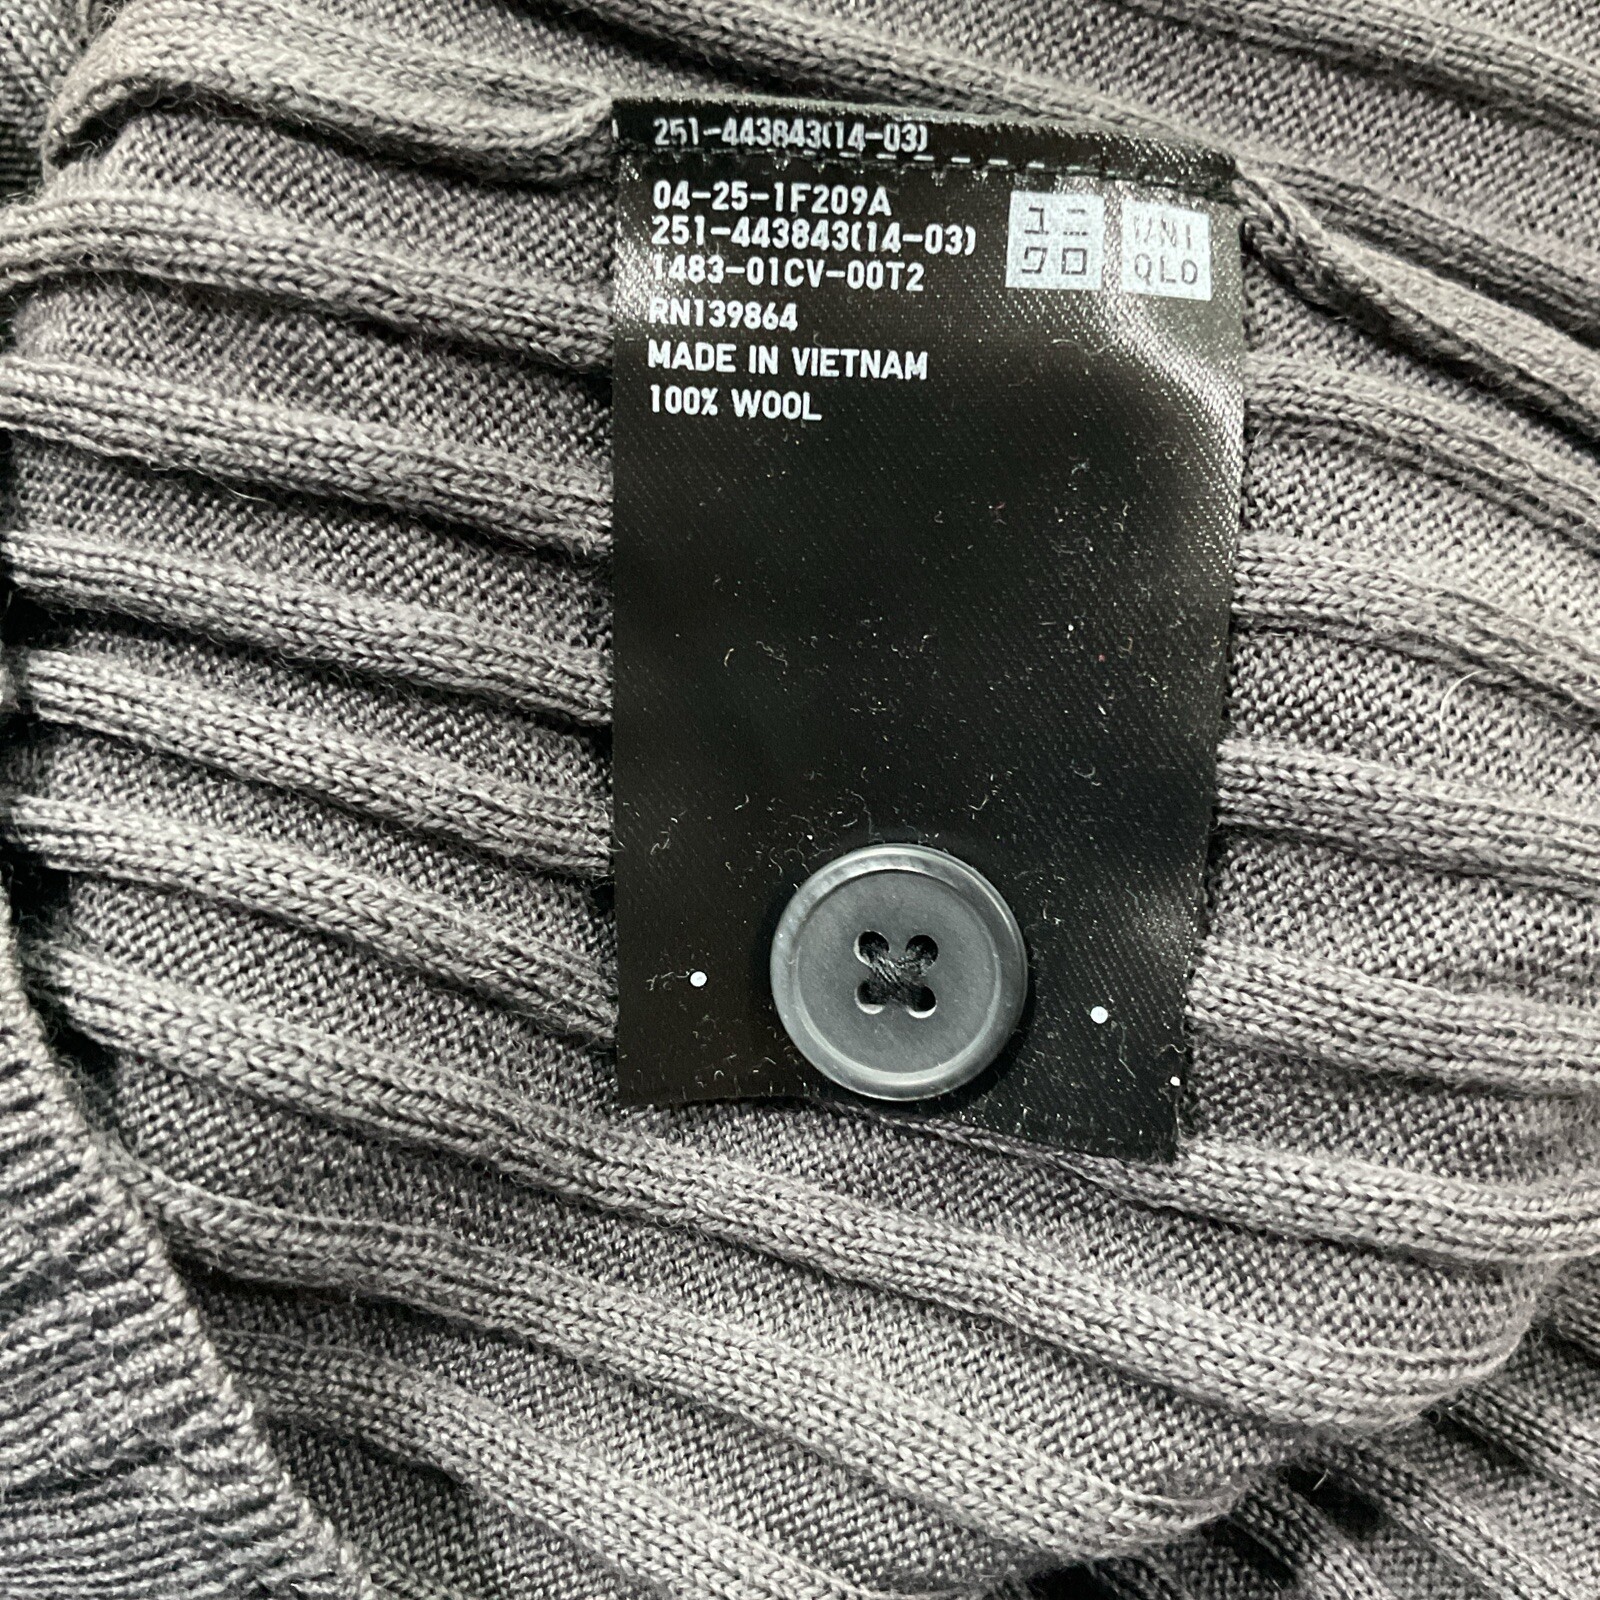 251-443843(14-03)
04-25-1F209A
251-443843(14-03)
1483-01CV-00T2
RN139864
MADE IN VIETNAM
100% WOOL
ユニ
クロ
UNI
QLO